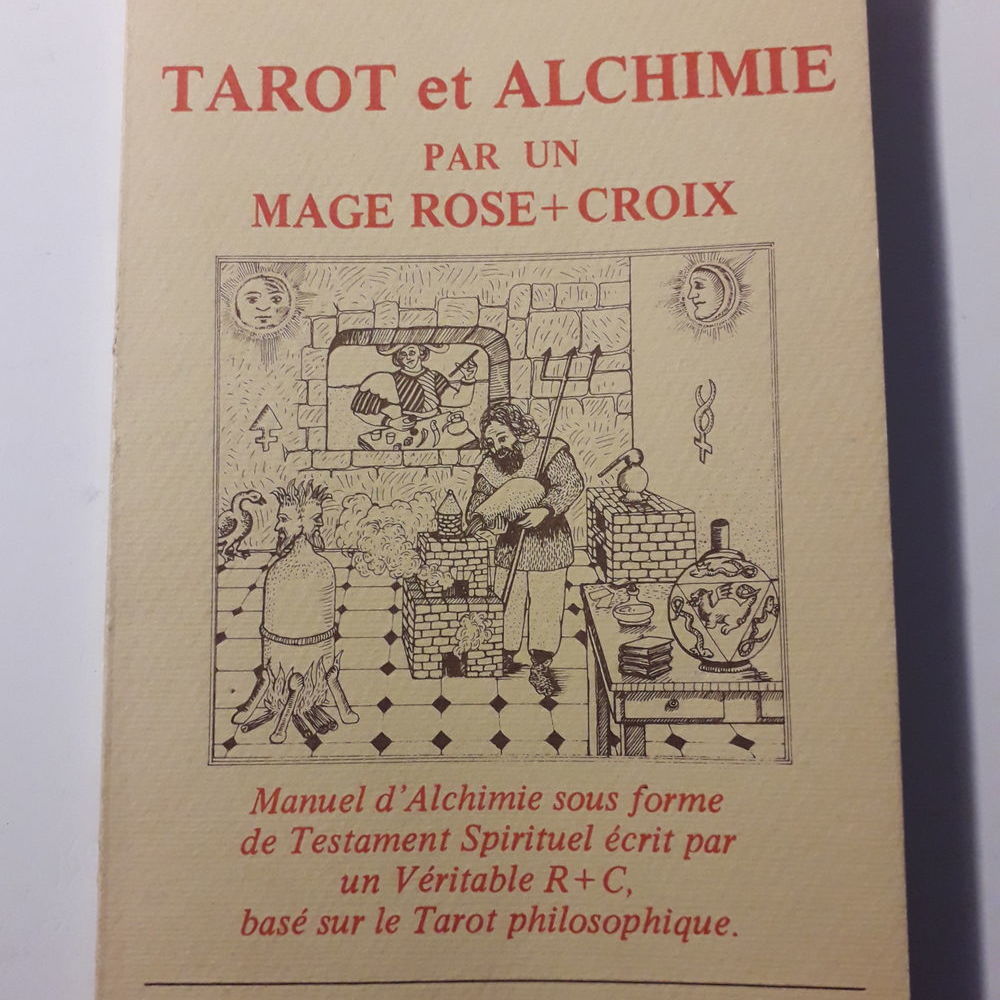 TAROT et ALCHIMIE
PAR UN
MAGE ROSE+CROIX
Manuel d'Alchimie sous forme
de Testament Spirituel écrit par
un Véritable R+C,
basé sur le Tarot philosophique.